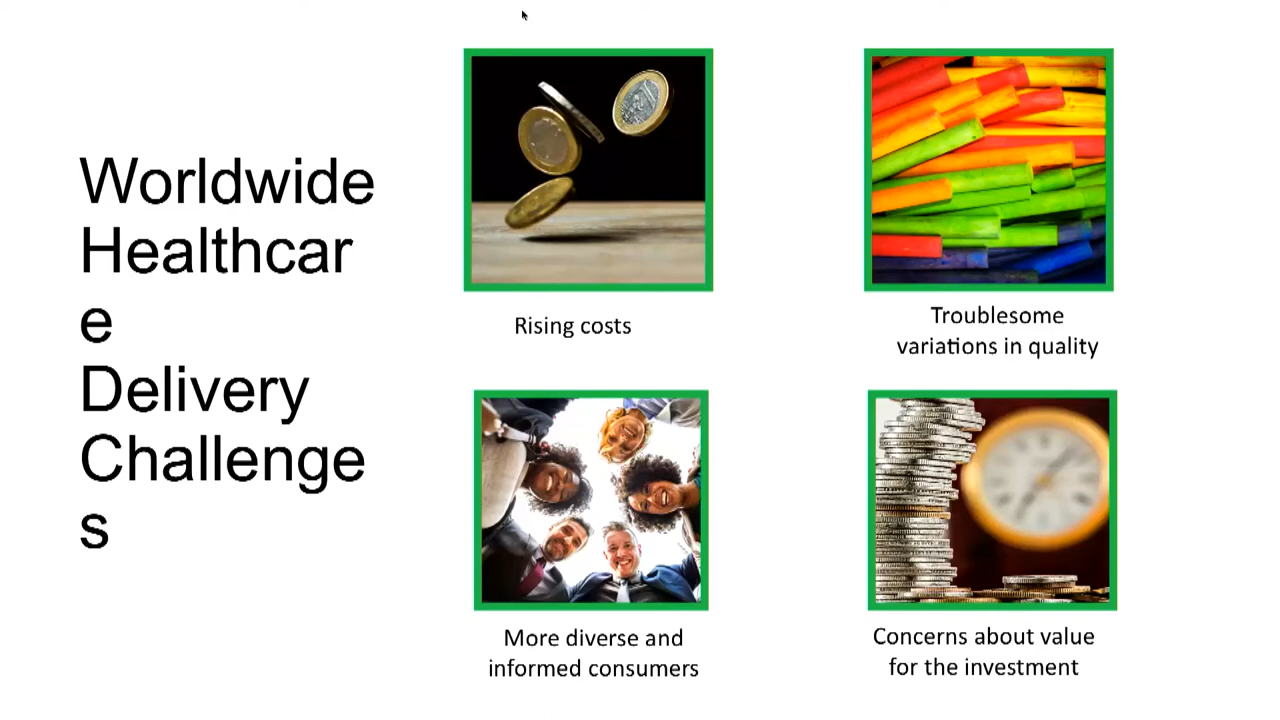 Worldwide
Healthcar
e
Delivery
Challenge
s
Rising costs
Troublesome
variations in quality
More diverse and
informed consumers
Concerns about value
for the investment